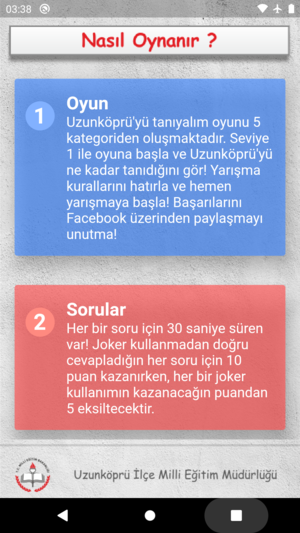 03:38
Nasıl Oynanır ?
1
Oyun
Uzunköprü'yü tanıyalım oyunu 5
kategoriden oluşmaktadır. Seviye
1 ile oyuna başla ve Uzunköprü'yü
ne kadar tanıdığını gör! Yarışma
kurallarını hatırla ve hemen
yarışmaya başla! Başarılarını
Facebook üzerinden paylaşmayı
unutma!
2
Sorular
Her bir soru için 30 saniye süren
var! Joker kullanmadan doğru
cevapladığın her soru için 10
puan kazanırken, her bir joker
kullanımın kazanacağın puandan
5 eksiltecektir.
Uzunköprü İlçe Milli Eğitim Müdürlüğü